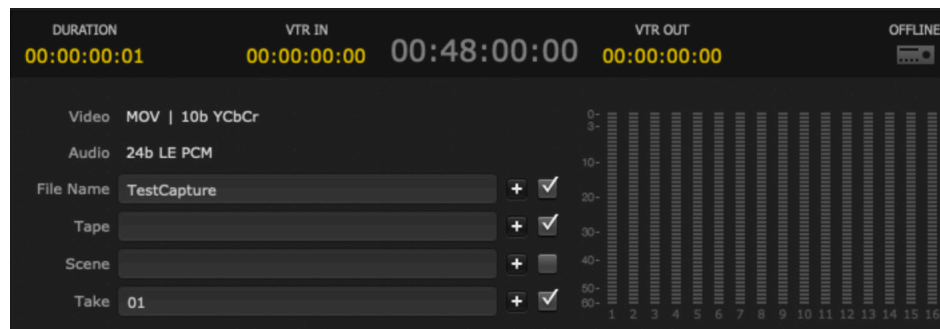 DURATION VTR IN VTR OUT OFFLINE
00:00:00:01 00:00:00:00 00:48:00:00 00:00:00:00
Video MOV | 10b YCbCr
Audio 24b LE PCM
File Name TestCapture +
Tape +
Scene +
Take 01 +
0-
3-
10-
20-
30-
40-
50-
60-
1 2 3 4 5 6 7 8 9 10 11 12 13 14 15 16